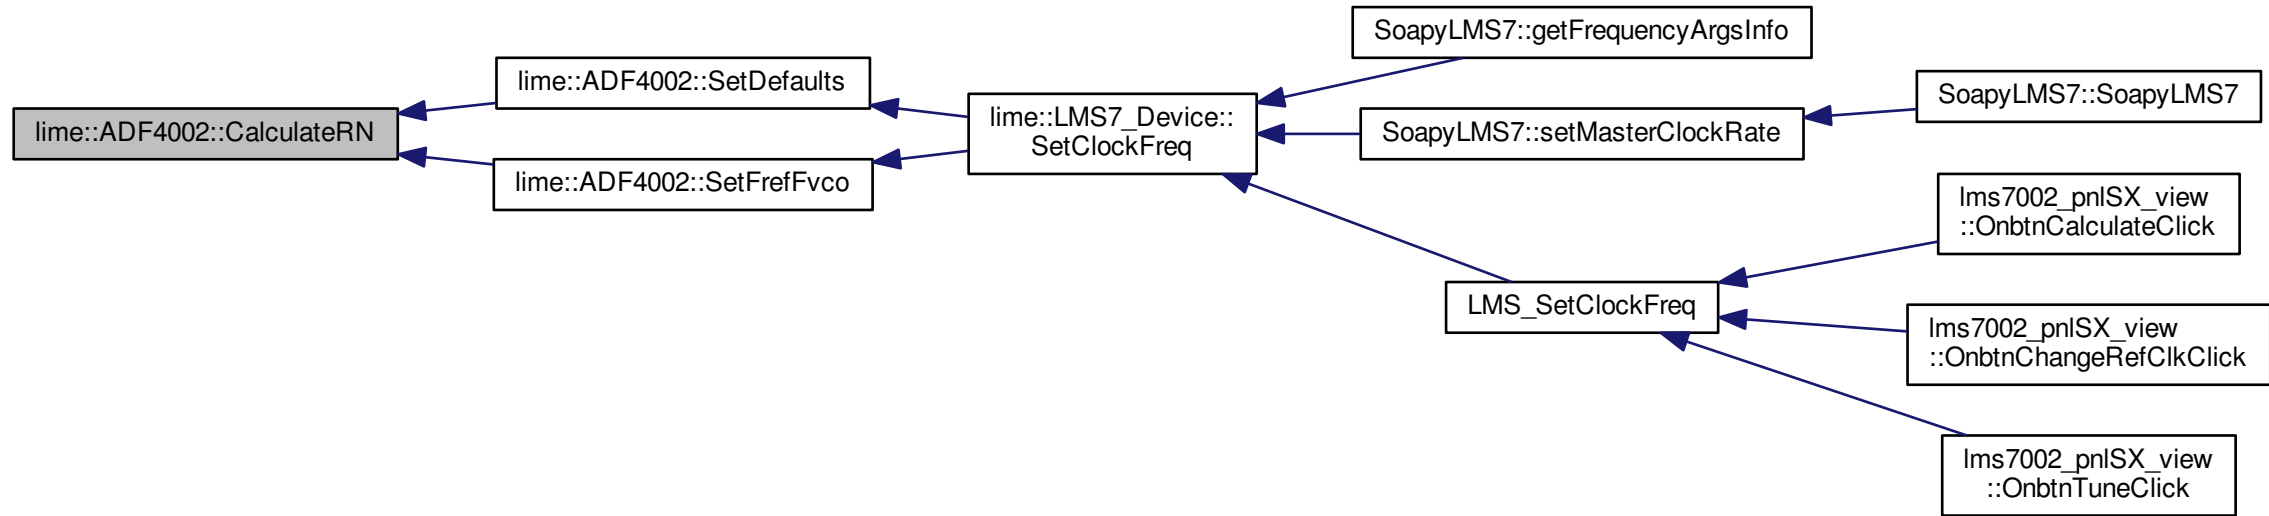 lime::ADF4002::CalculateRN
lime::ADF4002::SetDefaults
lime::ADF4002::SetFrefFvco
lime::LMS7_Device::
SetClockFreq
SoapyLMS7::getFrequencyArgsInfo
SoapyLMS7::setMasterClockRate
SoapyLMS7::SoapyLMS7
LMS_SetClockFreq
lms7002_pnlSX_view
::OnbtnCalculateClick
lms7002_pnlSX_view
::OnbtnChangeRefClkClick
lms7002_pnlSX_view
::OnbtnTuneClick